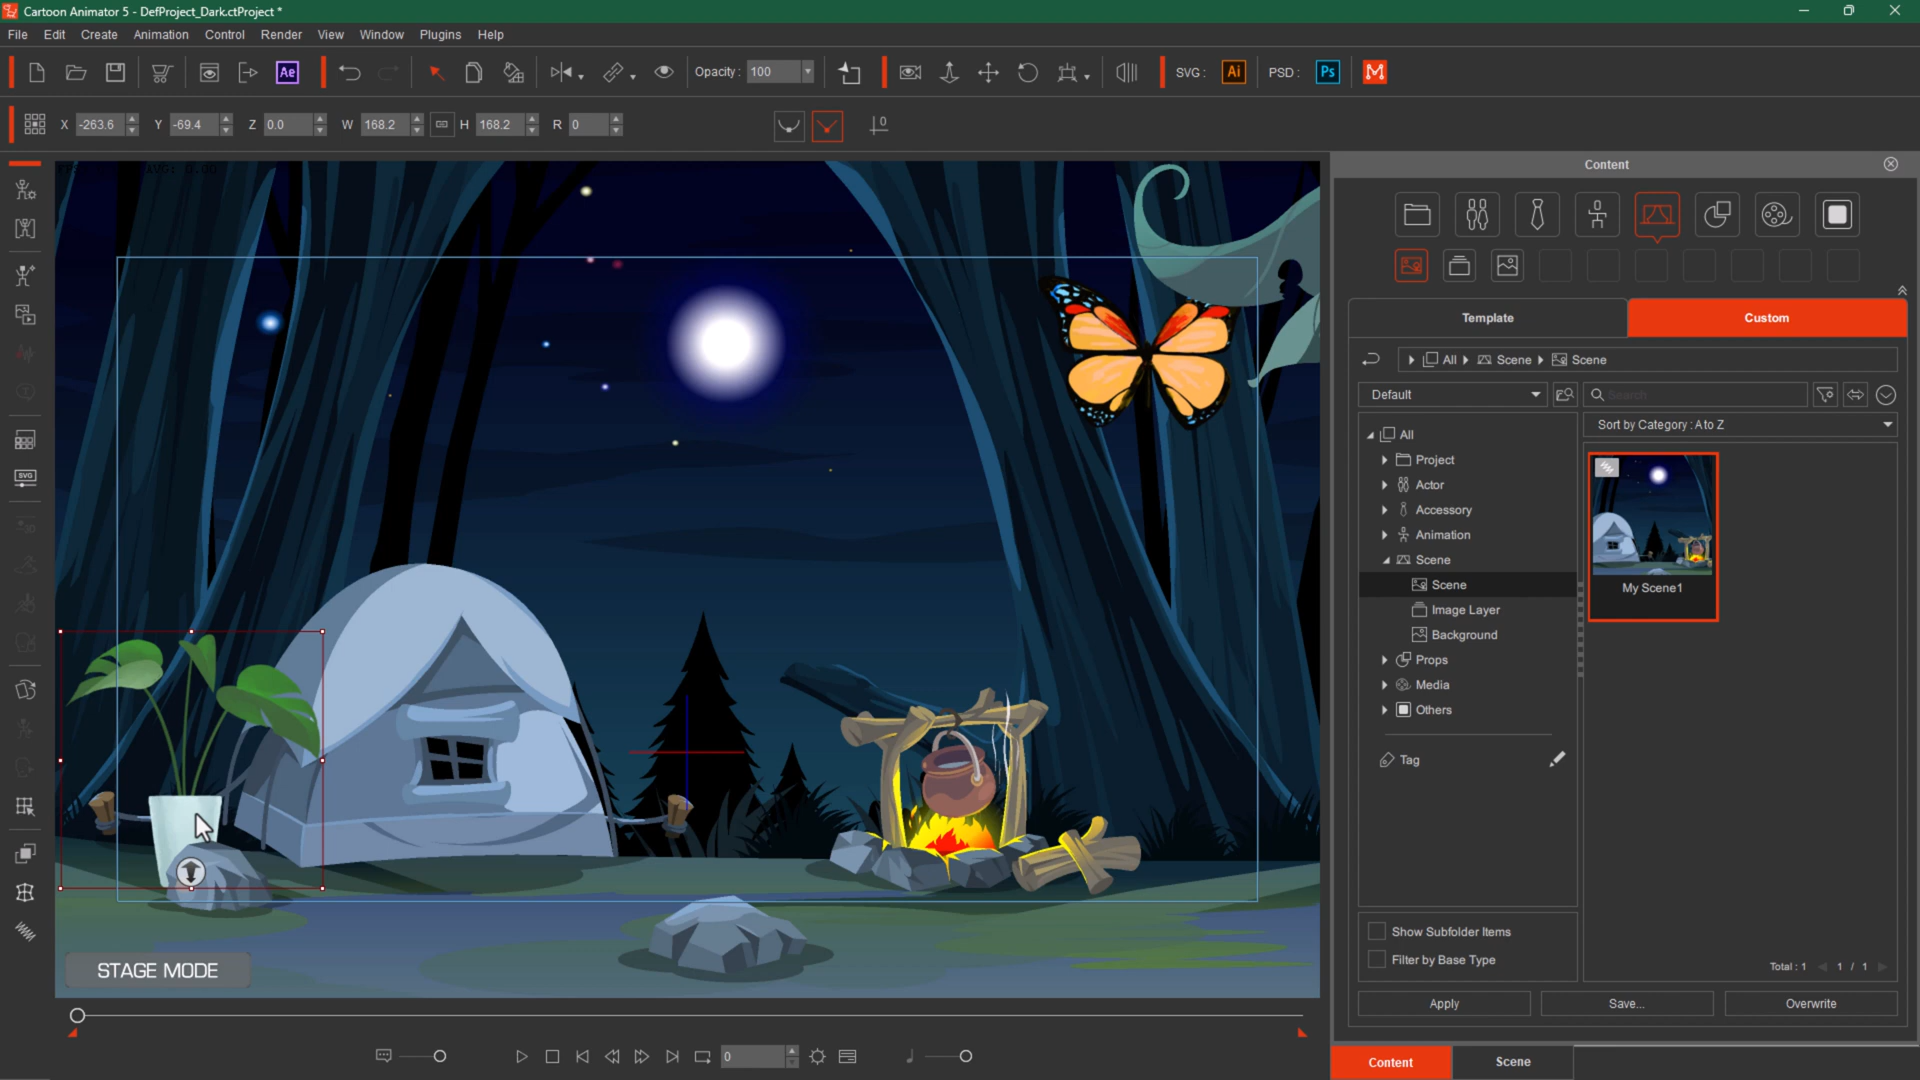 Cartoon Animator 5 - DefProject_Dark.ctProject *
File Edit Create Animation Control Render View Window Plugins Help
Ae Opacity : 100 SVG : Ai PSD : Ps
X -263.6 Y -69.4 Z 0.0 W 168.2 H 168.2 R 0
0
Content
Template Custom
All Scene Scene
Default Search
Sort by Category : A to Z
All
Project
Actor
Accessory
Animation
Scene
Scene
Image Layer
Background
Props
Media
Others
Tag
My Scene1
SVG
Show Subfolder Items
Filter by Base Type
Total : 1 1 / 1
Apply Save... Overwrite
STAGE MODE
0
Content Scene